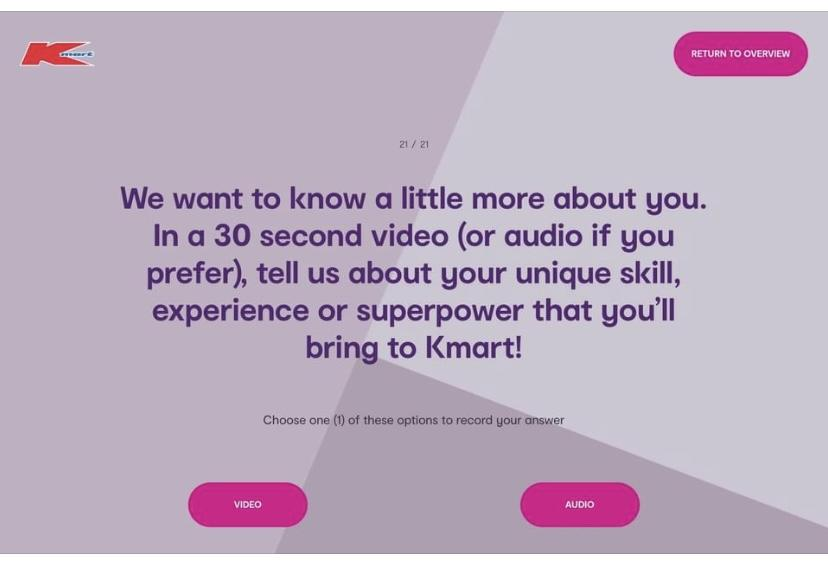 Kmart
RETURN TO OVERVIEW
21 / 21
We want to know a little more about you.
In a 30 second video (or audio if you
prefer), tell us about your unique skill,
experience or superpower that you'll
bring to Kmart!
Choose one (1) of these options to record your answer
VIDEO
AUDIO